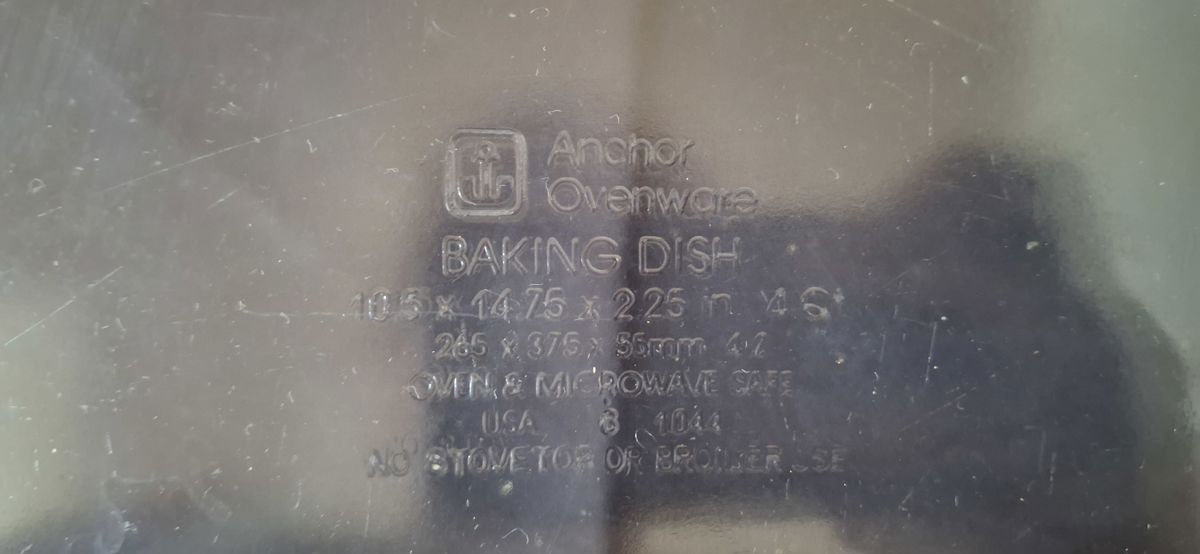 Anchor
Ovenware
BAKING DISH
10.5 x 14.75 x 2.25 in.
265 x 375 x 55mm
OVEN & MICROWAVE SAFE
USA 8 1044
NO STOVETOP OR BROILER USE